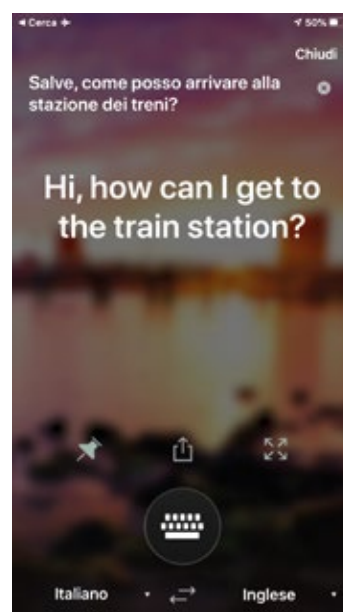 Cerca
50%
Chiudi
Salve, come posso arrivare alla
stazione dei treni?
Hi, how can I get to
the train station?
Italiano
Inglese